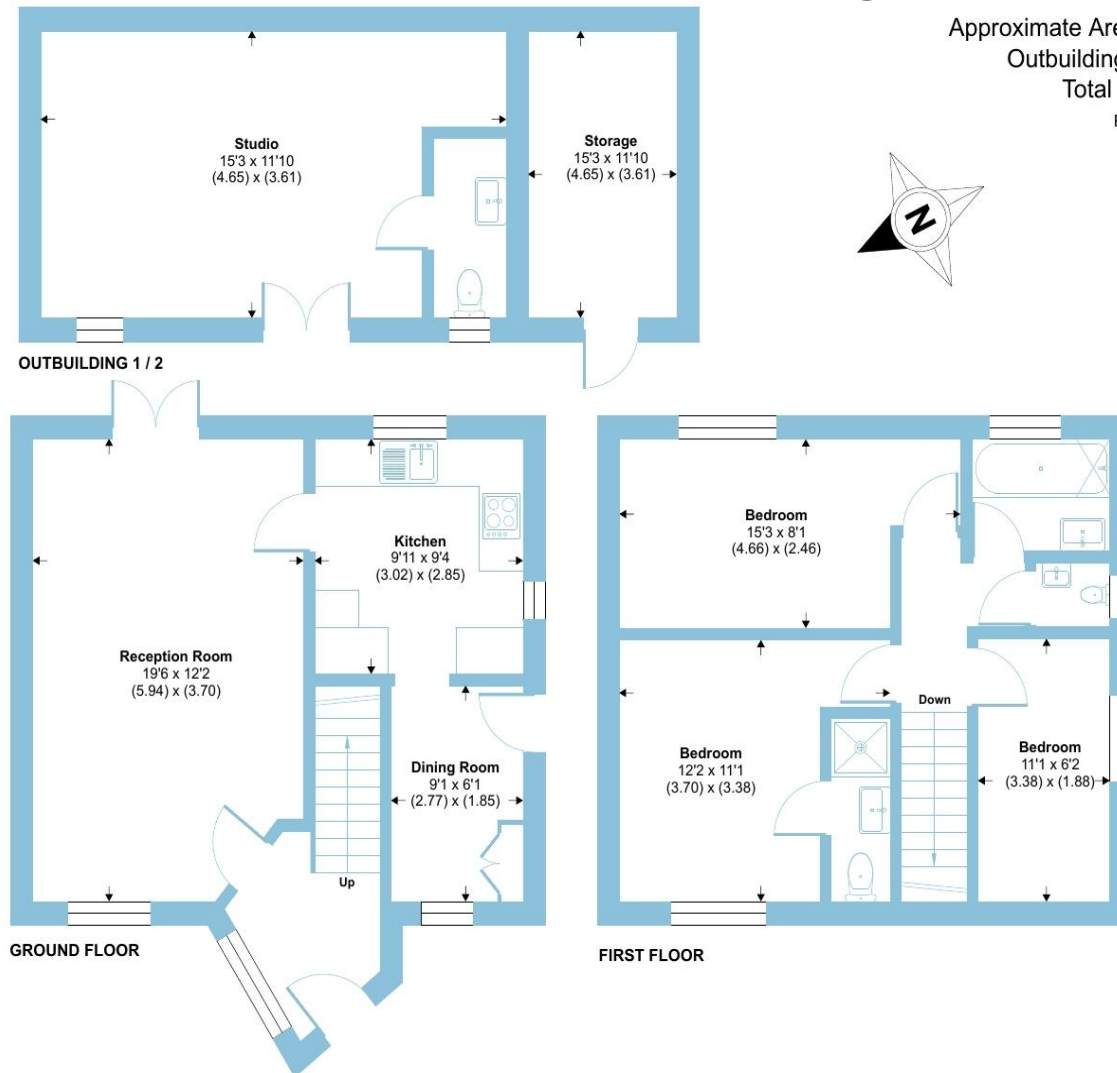 Approximate Are
Outbuilding
Total
Studio
15'3 x 11'10
(4.65) x (3.61)
Storage
15'3 x 11'10
(4.65) x (3.61)
N
OUTBUILDING 1 / 2
Kitchen
9'11 x 9'4
(3.02) x (2.85)
Reception Room
19'6 x 12'2
(5.94) x (3.70)
Dining Room
9'1 x 6'1
(2.77) x (1.85)
Up
GROUND FLOOR
Bedroom
15'3 x 8'1
(4.66) x (2.46)
Down
Bedroom
12'2 x 11'1
(3.70) x (3.38)
Bedroom
11'1 x 6'2
(3.38) x (1.88)
FIRST FLOOR